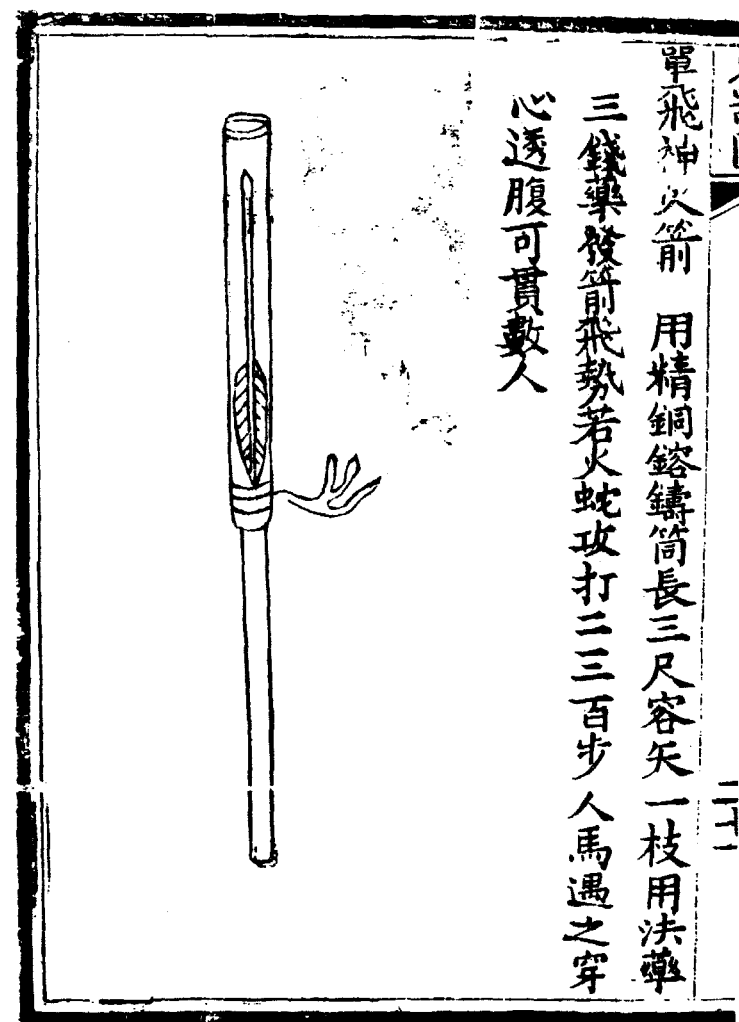 單飛神火箭 用精銅鎔鑄筒長三尺容矢一枝用法藥
三錢藥發箭飛勢若火蛇攻打二三百步人馬遇之穿
心透腹可貫數人